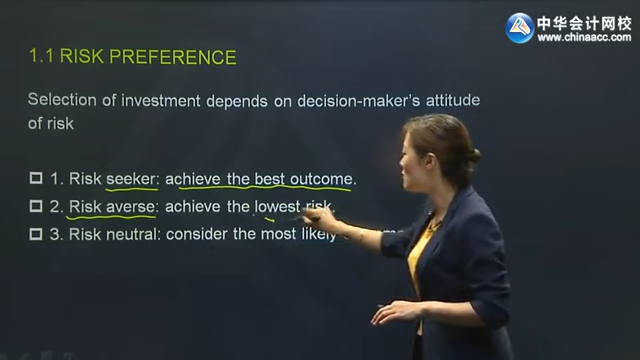 中华会计网校
www.chinaacc.com
1.1 RISK PREFERENCE
Selection of investment depends on decision-maker's attitude
of risk
1. Risk seeker: achieve the best outcome.
2. Risk averse: achieve the lowest risk.
3. Risk neutral: consider the most likely